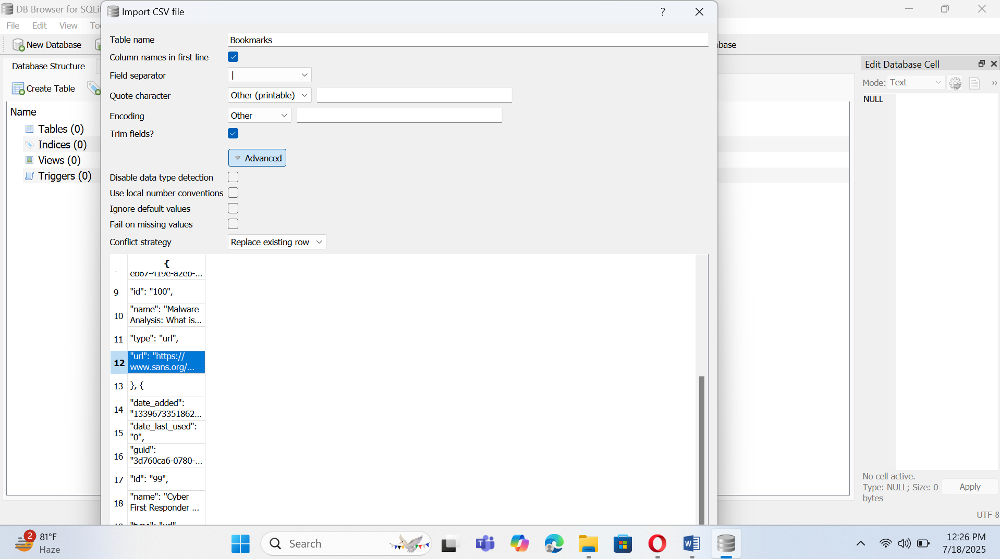 DB Browser for SQLit
Import CSV file
?
File Edit View Too
New Database
base
Database Structure
Create Table
Name
Tables (0)
Indices (0)
Views (0)
Triggers (0)
Table name
Bookmarks
Column names in first line
Field separator
|
Quote character
Other (printable)
Encoding
Other
Trim fields?
Advanced
Disable data type detection
Use local number conventions
Ignore default values
Fail on missing values
Conflict strategy
Replace existing row
{
eb67-419e-a2eb-...
9 "id": "100",
10 "name": "Malware
Analysis: What is...
11 "type": "url",
12 "url": "https://
www.sans.org/...
13 }, {
14 "date_added":
"1339673351862...
15 "date_last_used":
"0",
16 "guid":
"3d760ca6-0780-...
17 "id": "99",
18 "name": "Cyber
First Responder ...
"type": "url"
Edit Database Cell
Mode: Text
NULL
No cell active.
Type: NULL; Size: 0
bytes
Apply
UTF-8
2
81°F
Haze
Search
12:26 PM
7/18/2025